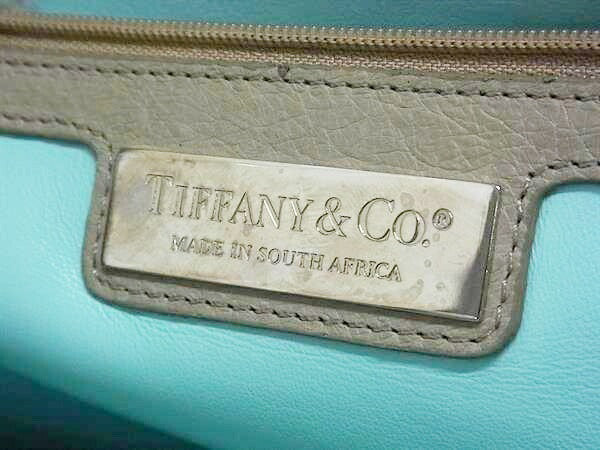 TIFFANY & CO.®
MADE IN SOUTH AFRICA